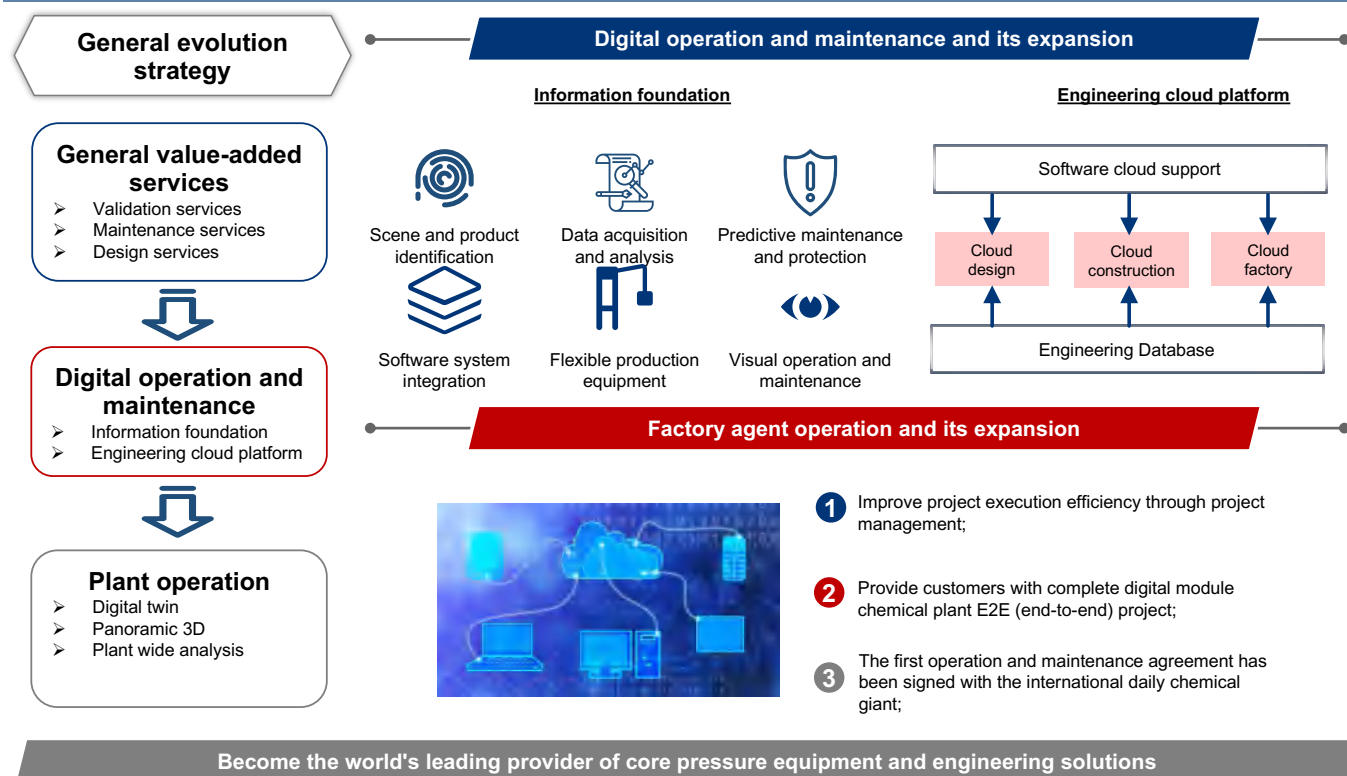 General evolution
strategy
General value-added
services
➢ Validation services
➢ Maintenance services
➢ Design services
Digital operation and
maintenance
➢ Information foundation
➢ Engineering cloud platform
Plant operation
➢ Digital twin
➢ Panoramic 3D
➢ Plant wide analysis
Digital operation and maintenance and its expansion
Information foundation
Scene and product
identification
Data acquisition
and analysis
Predictive maintenance
and protection
Software system
integration
Flexible production
equipment
Visual operation and
maintenance
Engineering cloud platform
Software cloud support
Cloud
design
Cloud
construction
Cloud
factory
Engineering Database
Factory agent operation and its expansion
1 Improve project execution efficiency through project
management;
2 Provide customers with complete digital module
chemical plant E2E (end-to-end) project;
3 The first operation and maintenance agreement has
been signed with the international daily chemical
giant;
Become the world's leading provider of core pressure equipment and engineering solutions